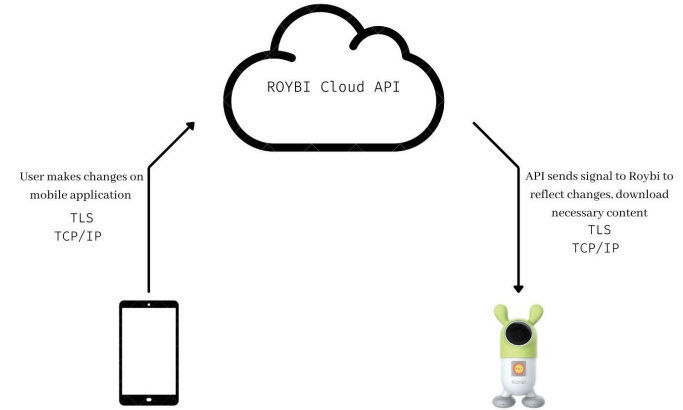 ROYBI Cloud API
User makes changes on
mobile application
TLS
TCP/IP
API sends signal to Roybi to
reflect changes, download
necessary content
TLS
TCP/IP